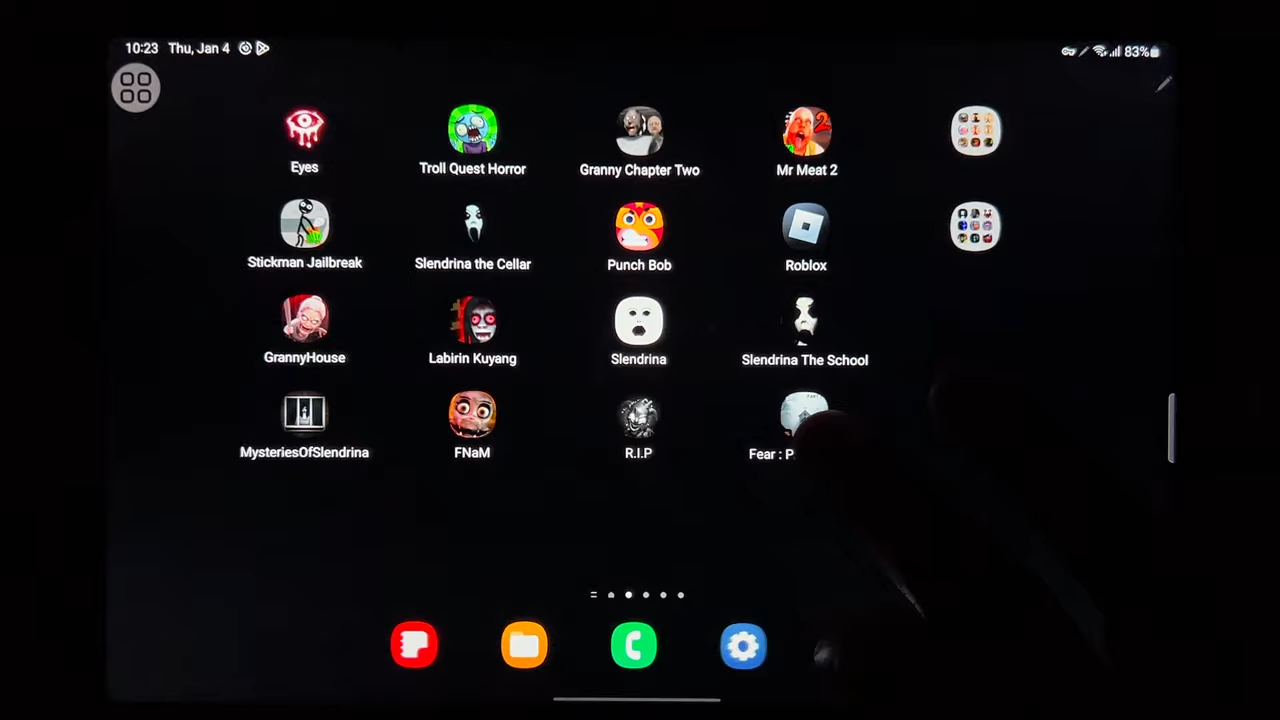 10:23 Thu, Jan 4
83%
Eyes
Troll Quest Horror
Granny Chapter Two
Mr Meat 2
Stickman Jailbreak
Slendrina the Cellar
Punch Bob
Roblox
GrannyHouse
Labirin Kuyang
Slendrina
Slendrina The School
MysteriesOfSlendrina
FNaM
R.I.P
Fear : P